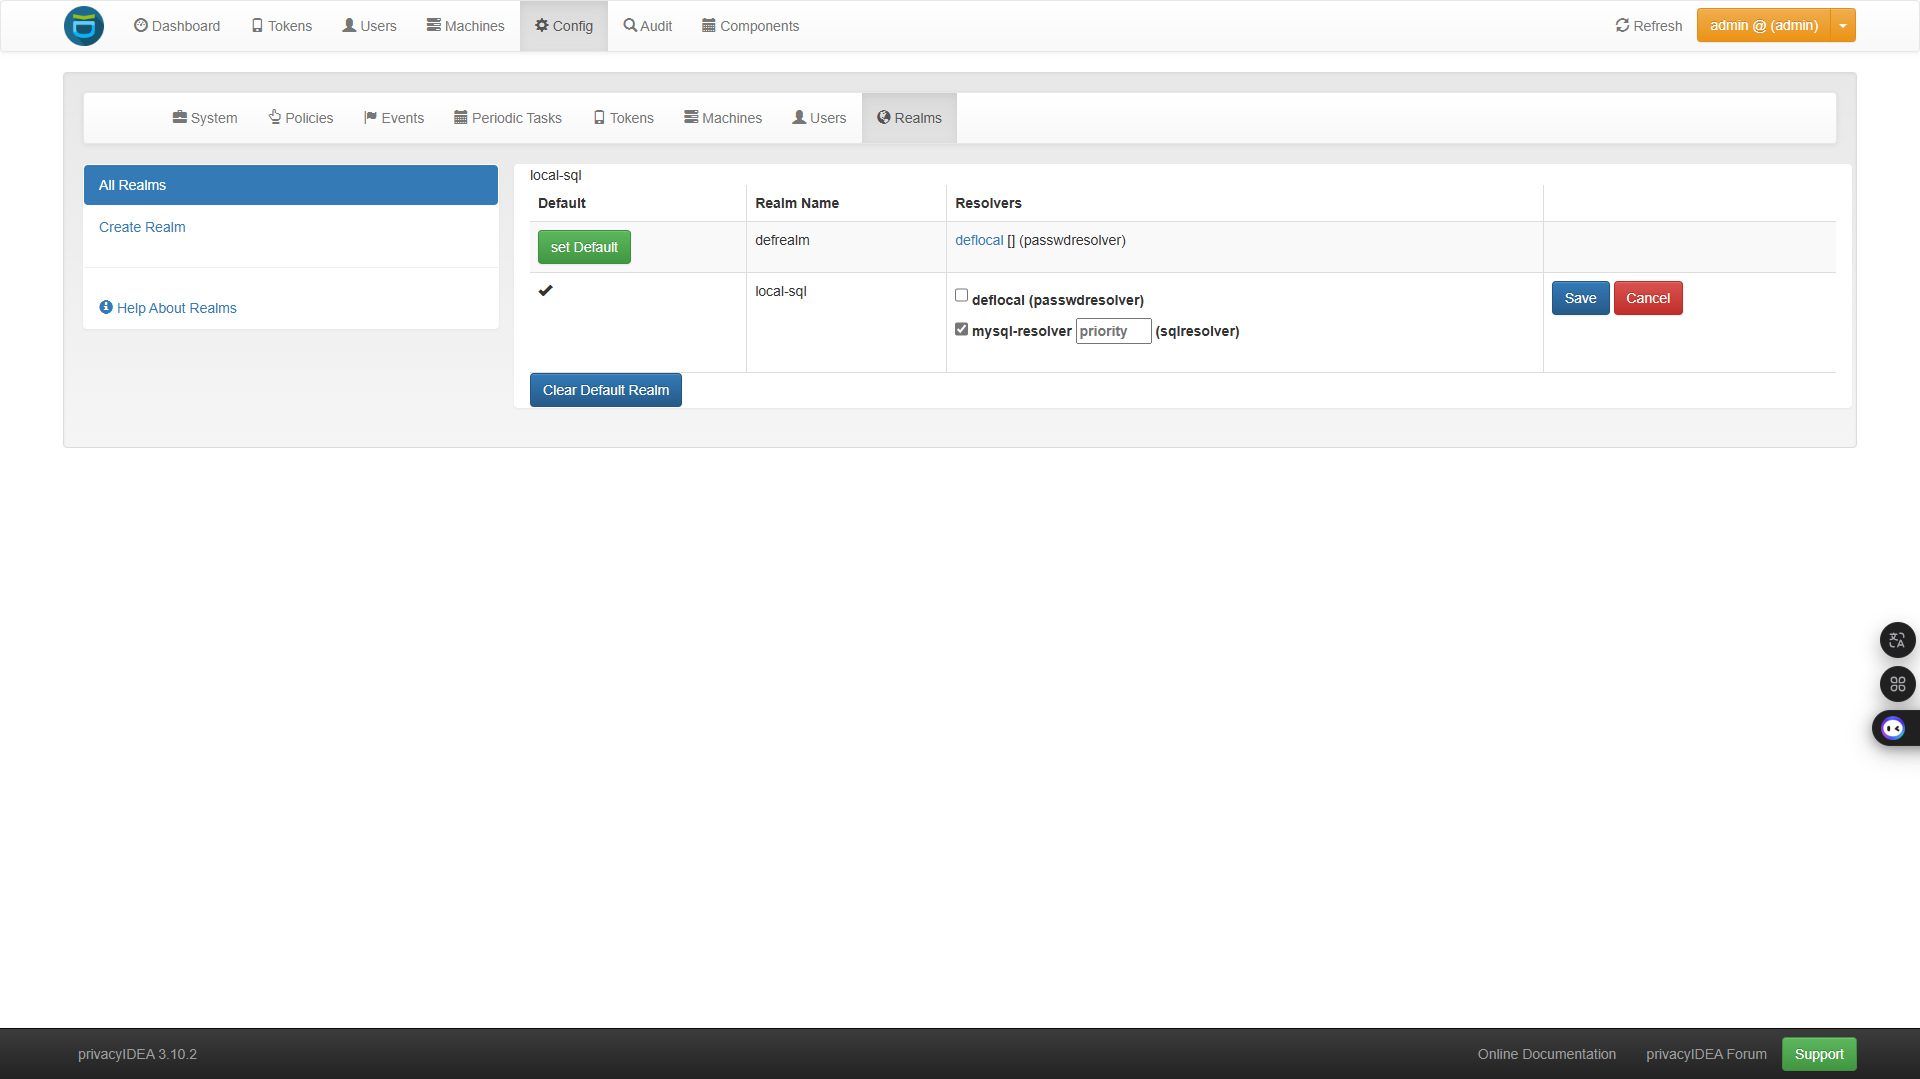 Dashboard Tokens Users Machines Config Audit Components Refresh admin @ (admin)
System Policies Events Periodic Tasks Tokens Machines Users Realms
All Realms
Create Realm
Help About Realms
local-sql
Default Realm Name Resolvers
set Default defrealm deflocal [] (passwdresolver)
local-sql deflocal (passwdresolver) Save Cancel
mysql-resolver priority (sqlresolver)
Clear Default Realm
privacyIDEA 3.10.2 Online Documentation privacyIDEA Forum Support